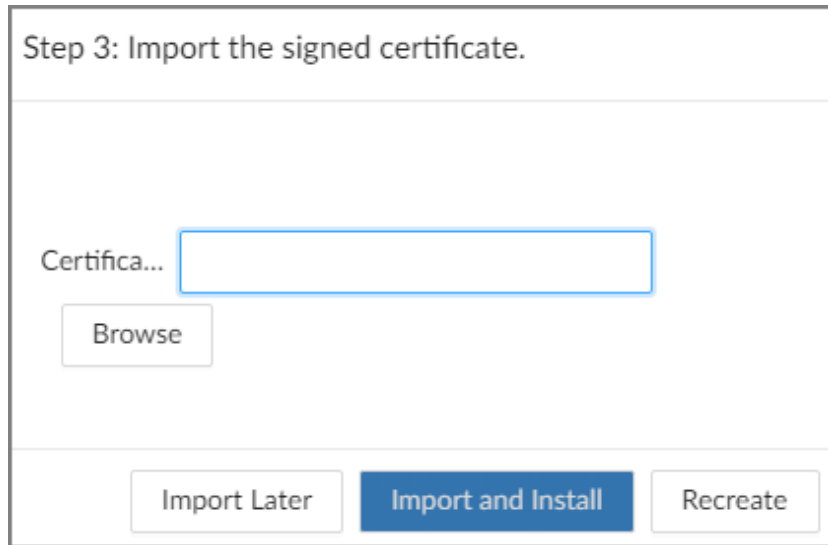 Step 3: Import the signed certificate.
Certifica...
Browse
Import Later Import and Install Recreate